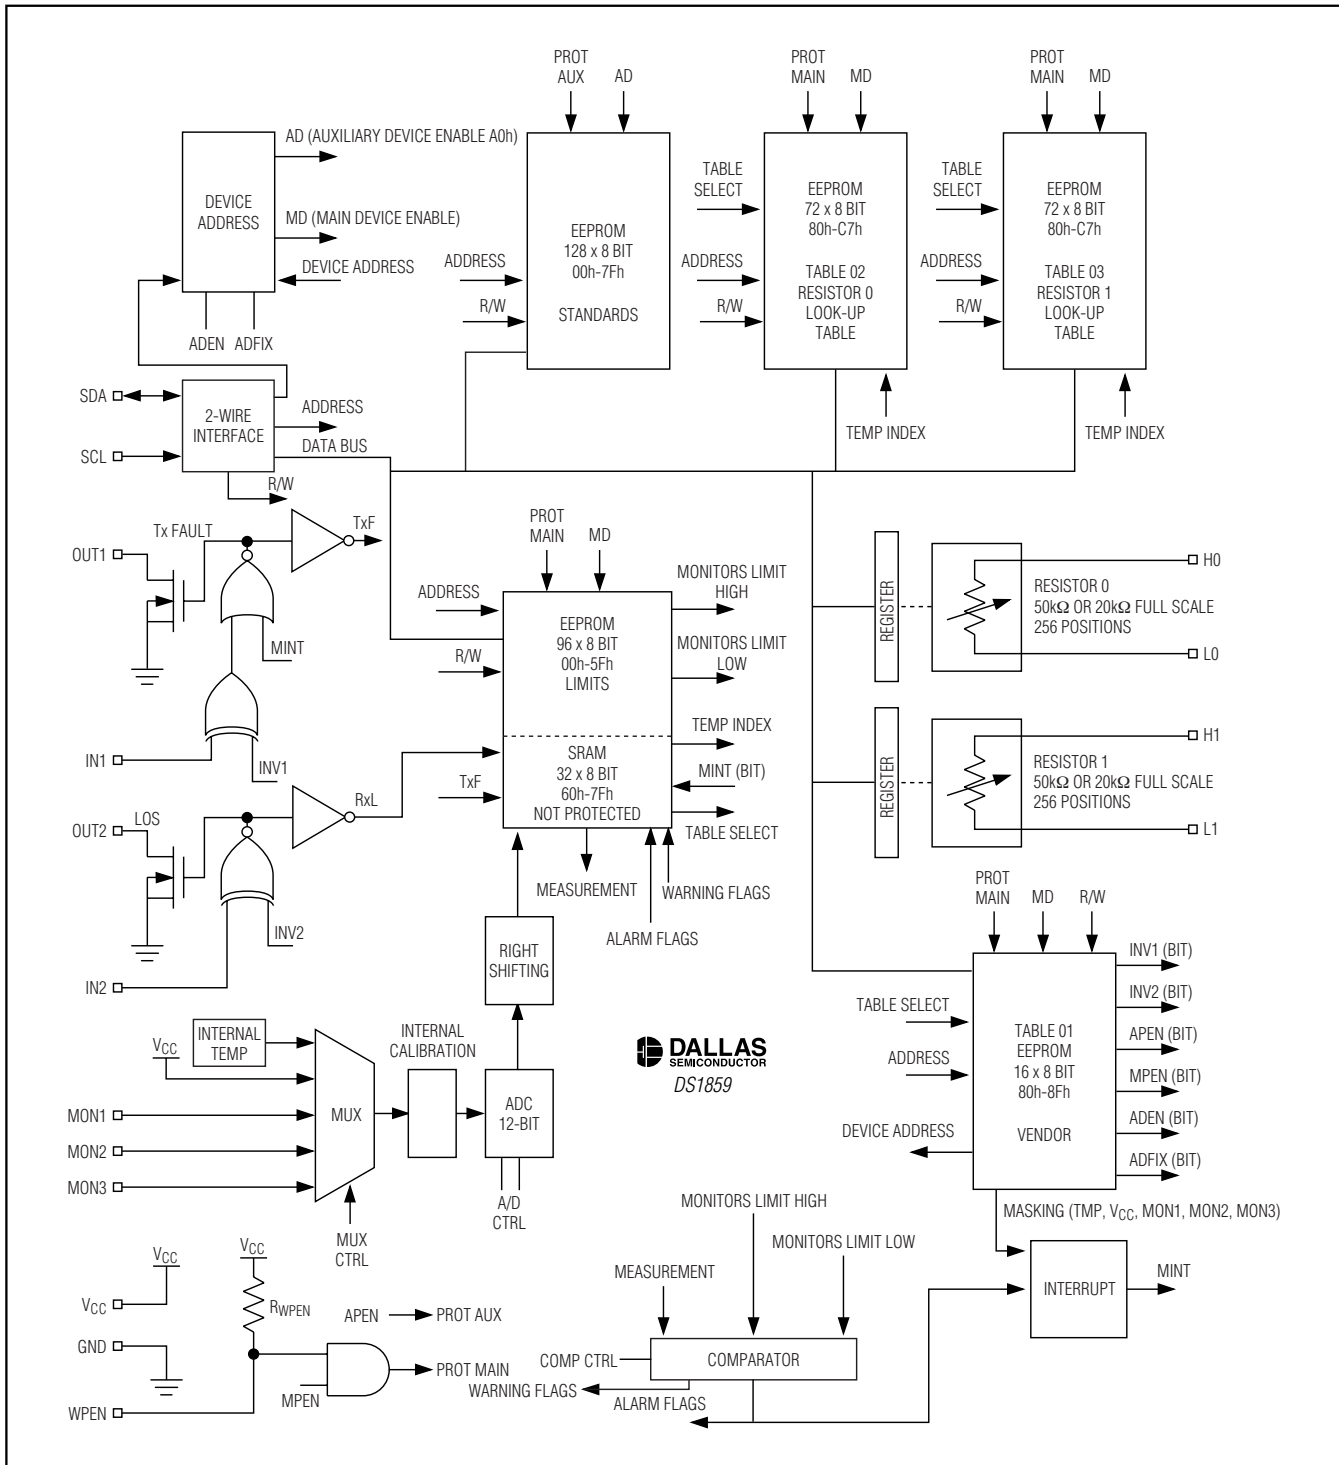 PROT
AUX
AD
PROT
MAIN
MD
PROT
MAIN
MD
AD (AUXILIARY DEVICE ENABLE A0h)
DEVICE
ADDRESS
MD (MAIN DEVICE ENABLE)
DEVICE ADDRESS
ADEN
ADFIX
ADDRESS
R/W
EEPROM
128 x 8 BIT
00h-7Fh
STANDARDS
TABLE
SELECT
ADDRESS
R/W
EEPROM
72 x 8 BIT
80h-C7h
TABLE 02
RESISTOR 0
LOOK-UP
TABLE
TEMP INDEX
TABLE
SELECT
ADDRESS
R/W
EEPROM
72 x 8 BIT
80h-C7h
TABLE 03
RESISTOR 1
LOOK-UP
TABLE
TEMP INDEX
SDA
SCL
2-WIRE
INTERFACE
ADDRESS
DATA BUS
R/W
Tx FAULT
TxF
OUT1
MINT
IN1
INV1
RxL
LOS
OUT2
INV2
IN2
PROT
MAIN
MD
ADDRESS
R/W
TxF
EEPROM
96 x 8 BIT
00h-5Fh
LIMITS
SRAM
32 x 8 BIT
60h-7Fh
NOT PROTECTED
MONITORS LIMIT
HIGH
MONITORS LIMIT
LOW
TEMP INDEX
MINT (BIT)
TABLE SELECT
MEASUREMENT
WARNING FLAGS
ALARM FLAGS
REGISTER
RESISTOR 0
50kΩ OR 20kΩ FULL SCALE
256 POSITIONS
H0
L0
REGISTER
RESISTOR 1
50kΩ OR 20kΩ FULL SCALE
256 POSITIONS
H1
L1
RIGHT
SHIFTING
INTERNAL
TEMP
VCC
MON1
MON2
MON3
MUX
MUX
CTRL
INTERNAL
CALIBRATION
ADC
12-BIT
A/D
CTRL
DALLAS
SEMICONDUCTOR
DS1859
PROT
MAIN
MD
R/W
TABLE SELECT
ADDRESS
DEVICE ADDRESS
TABLE 01
EEPROM
16 x 8 BIT
80h-8Fh
VENDOR
INV1 (BIT)
INV2 (BIT)
APEN (BIT)
MPEN (BIT)
ADEN (BIT)
ADFIX (BIT)
MASKING (TMP, VCC, MON1, MON2, MON3)
INTERRUPT
MINT
MONITORS LIMIT HIGH
MONITORS LIMIT LOW
MEASUREMENT
COMP CTRL
COMPARATOR
WARNING FLAGS
ALARM FLAGS
VCC
VCC
GND
VCC
RWPEN
APEN
PROT AUX
PROT MAIN
MPEN
WPEN